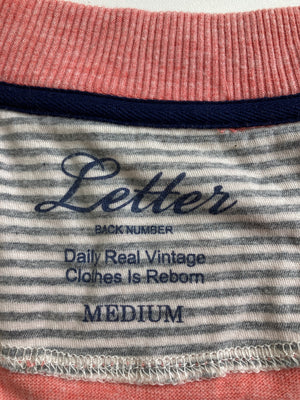 Letter
BACK NUMBER
Daily Real Vintage
Clothes Is Reborn
MEDIUM